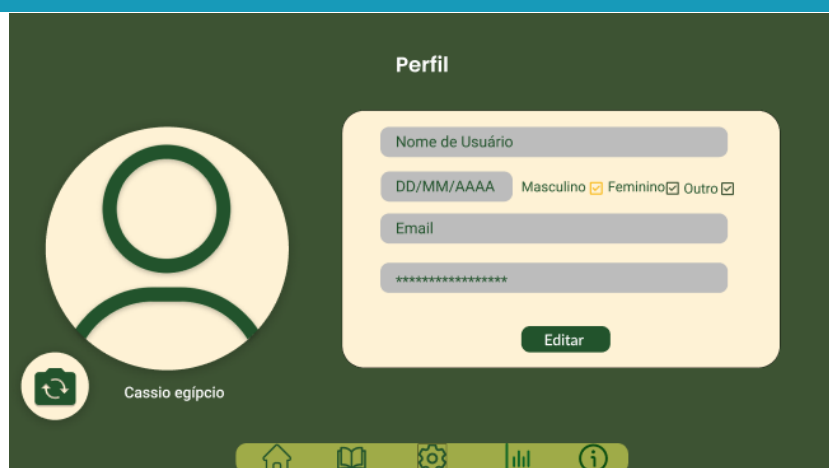 Perfil
Nome de Usuário
DD/MM/AAAA Masculino Feminino Outro
Email
*****************
Editar
Cassio egípcio